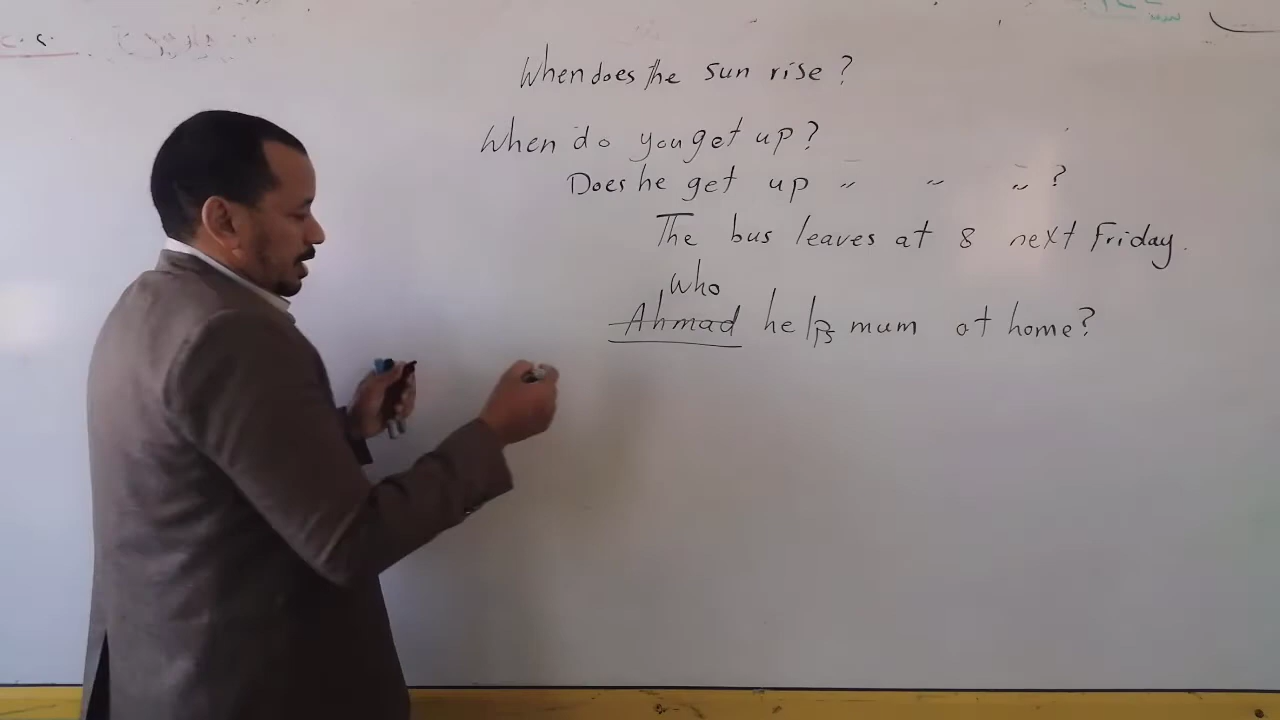 When does the sun rise?
When do you get up?
Does he get up " " " ?
The bus leaves at 8 next Friday.
Who
Ahmad helps mum at home?